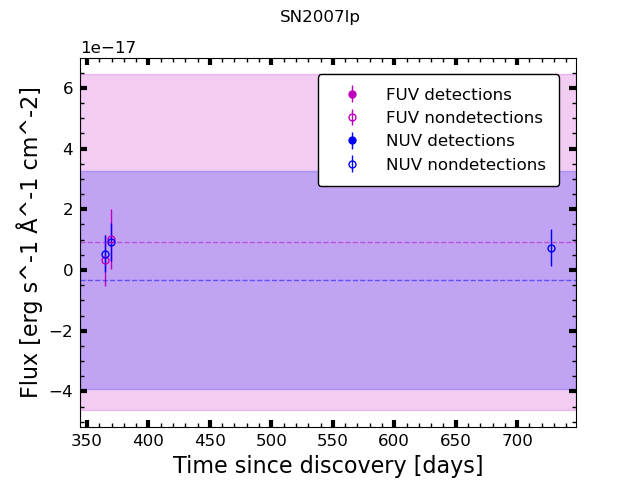 SN2007lp
1e−17
FUV detections
FUV nondetections
NUV detections
NUV nondetections
6
4
2
0
−2
−4
Flux [erg s^-1 Å^-1 cm^-2]
350 400 450 500 550 600 650 700
Time since discovery [days]